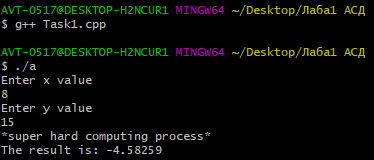 AVT-0517@DESKTOP-H2NCUR1 MINGW64 ~/Desktop/Лаба1 АСД
$ g++ Task1.cpp
AVT-0517@DESKTOP-H2NCUR1 MINGW64 ~/Desktop/Лаба1 АСД
$ ./a
Enter x value
8
Enter y value
15
*super hard computing process*
The result is: -4.58259